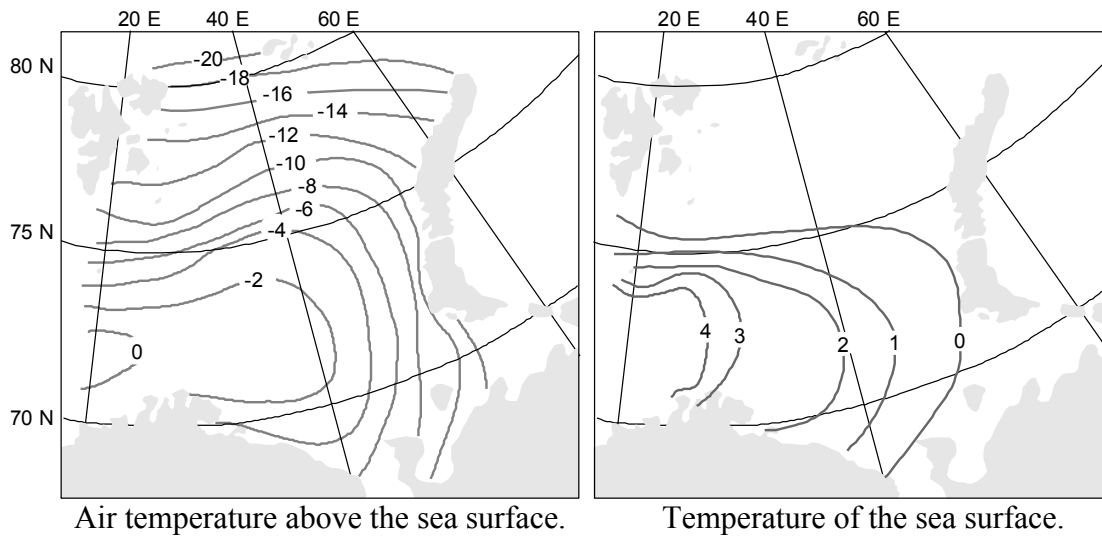 20 E 40 E 60 E
20 E 40 E 60 E
80 N
-20
-18
-16
-14
-12
-10
-8
75 N
-6
-4
-2
0
4 3 2 1 0
70 N
Air temperature above the sea surface.
Temperature of the sea surface.